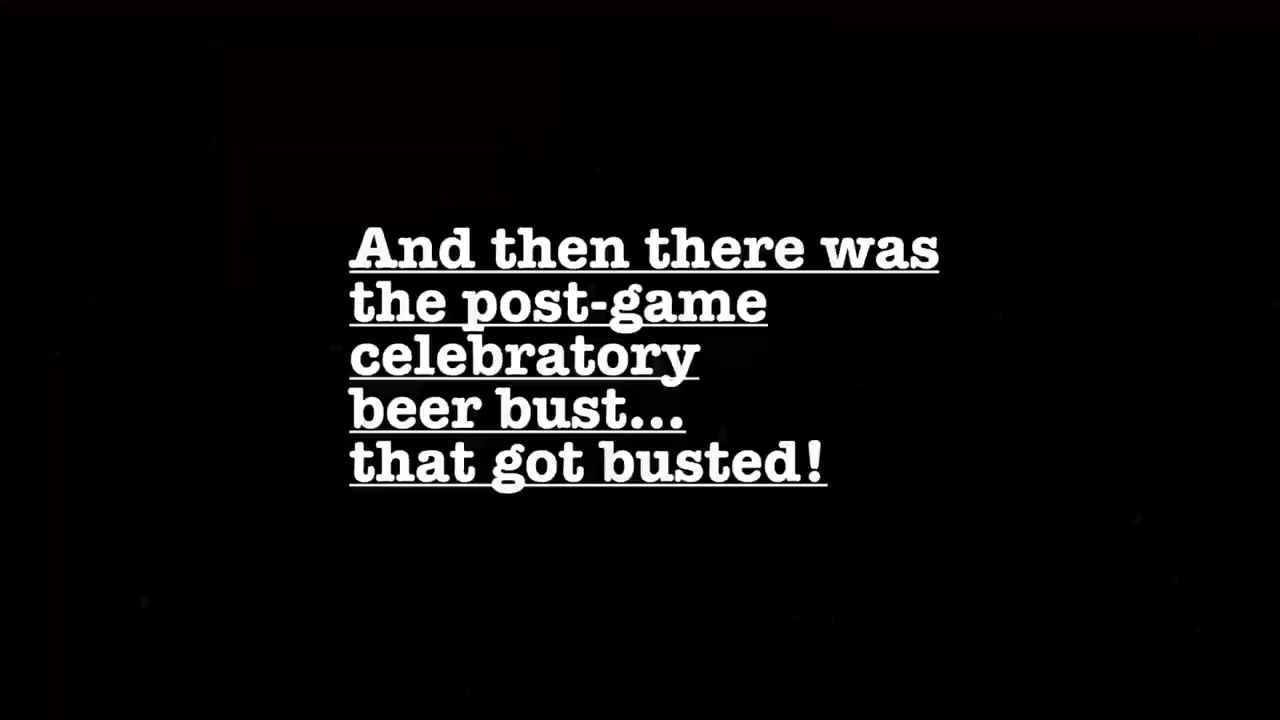 And then there was
the post-game
celebratory
beer bust...
that got busted!